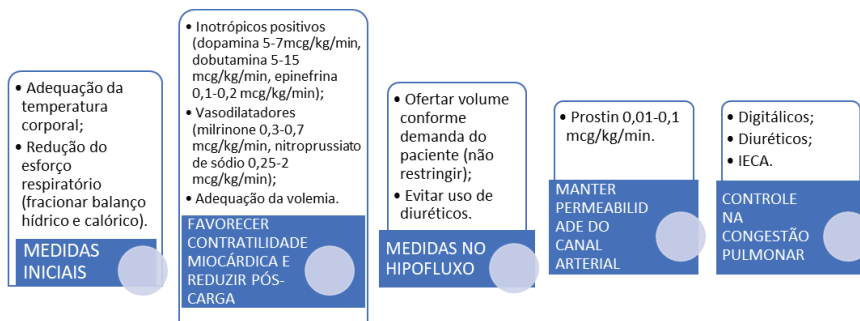 • Adequação da
temperatura
corporal;
• Redução do
esforço
respiratório
(fracionar balanço
hídrico e calórico).
MEDIDAS
INICIAIS
• Inotrópicos positivos
(dopamina 5-7mcg/kg/min,
dobutamina 5-15
mcg/kg/min, epinefrina
0,1-0,2 mcg/kg/min);
• Vasodilatadores
(milrinone 0,3-0,7
mcg/kg/min, nitroprussiato
de sódio 0,25-2
mcg/kg/min);
• Adequação da volemia.
FAVORECER
CONTRATILIDADE
MIOCÁRDICA E
REDUZIR PÓS-
CARGA
• Ofertar volume
conforme
demanda do
paciente (não
restringir);
• Evitar uso de
diuréticos.
MEDIDAS NO
HIPOFLUXO
• Prostin 0,01-0,1
mcg/kg/min.
MANTER
PERMEABILID
ADE DO
CANAL
ARTERIAL
• Digitálicos;
• Diuréticos;
• IECA.
CONTROLE
NA
CONGESTÃO
PULMONAR